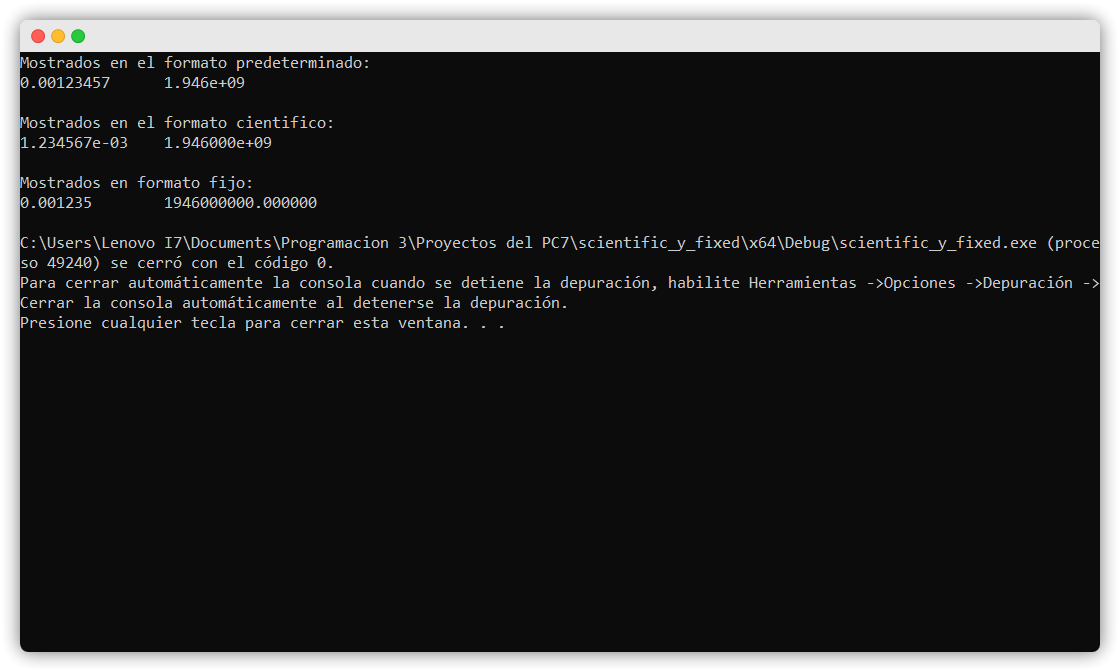 Mostrados en el formato predeterminado:
0.00123457      1.946e+09
Mostrados en el formato cientifico:
1.234567e-03    1.946000e+09
Mostrados en formato fijo:
0.001235        1946000000.000000
C:\Users\Lenovo I7\Documents\Programacion 3\Proyectos del PC7\scientific_y_fixed\x64\Debug\scientific_y_fixed.exe (proce
so 49240) se cerró con el código 0.
Para cerrar automáticamente la consola cuando se detiene la depuración, habilite Herramientas ->Opciones ->Depuración ->
Cerrar la consola automáticamente al detenerse la depuración.
Presione cualquier tecla para cerrar esta ventana. . .